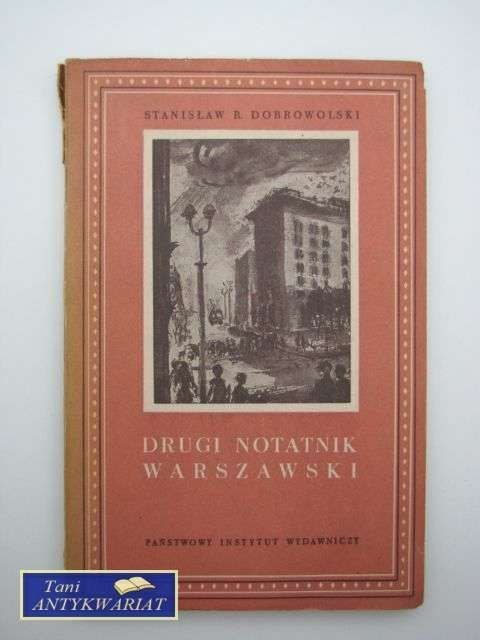 STANISŁAW R. DOBROWOLSKI
DRUGI NOTATNIK
WARSZAWSKI
PAŃSTWOWY INSTYTUT WYDAWNICZY
Tani
ANTYKWARIAT